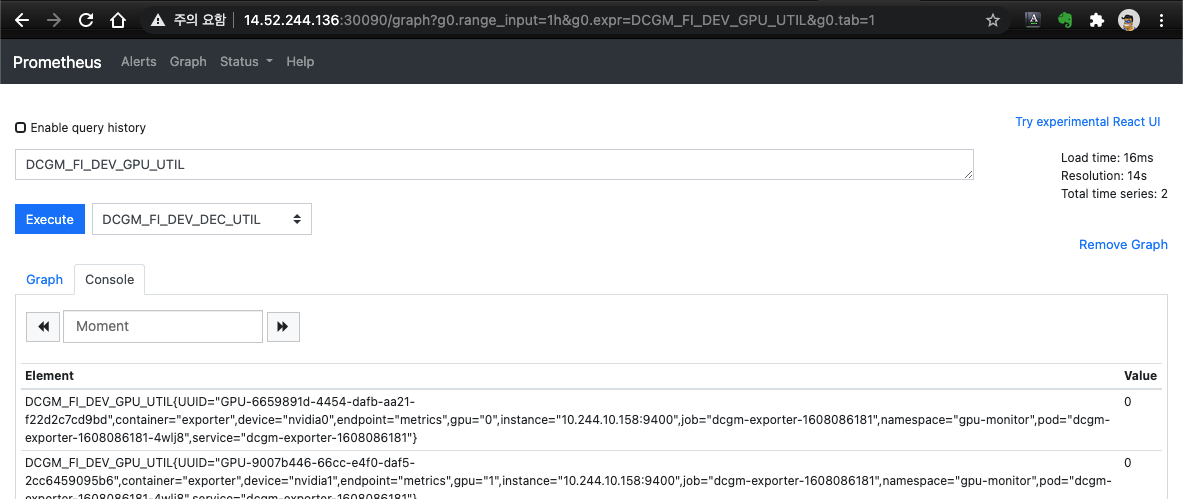 주의 요함 14.52.244.136:30090/graph?g0.range_input=1h&g0.expr=DCGM_FI_DEV_GPU_UTIL&g0.tab=1
Prometheus Alerts Graph Status Help
Enable query history
Try experimental React UI
DCGM_FI_DEV_GPU_UTIL
Load time: 16ms
Resolution: 14s
Total time series: 2
Execute DCGM_FI_DEV_DEC_UTIL
Remove Graph
Graph Console
Moment
Element Value
DCGM_FI_DEV_GPU_UTIL{UUID="GPU-6659891d-4454-dafb-aa21- 0
f22d2c7cd9bd",container="exporter",device="nvidia0",endpoint="metrics",gpu="0",instance="10.244.10.158:9400",job="dcgm-exporter-1608086181",namespace="gpu-monitor",pod="dcgm-
exporter-1608086181-4wlj8",service="dcgm-exporter-1608086181"}
DCGM_FI_DEV_GPU_UTIL{UUID="GPU-9007b446-66cc-e4f0-daf5- 0
2cc6459095b6",container="exporter",device="nvidia1",endpoint="metrics",gpu="1",instance="10.244.10.158:9400",job="dcgm-exporter-1608086181",namespace="gpu-monitor",pod="dcgm-
exporter-1608086181-4wlj8",service="dcgm-exporter-1608086181"}